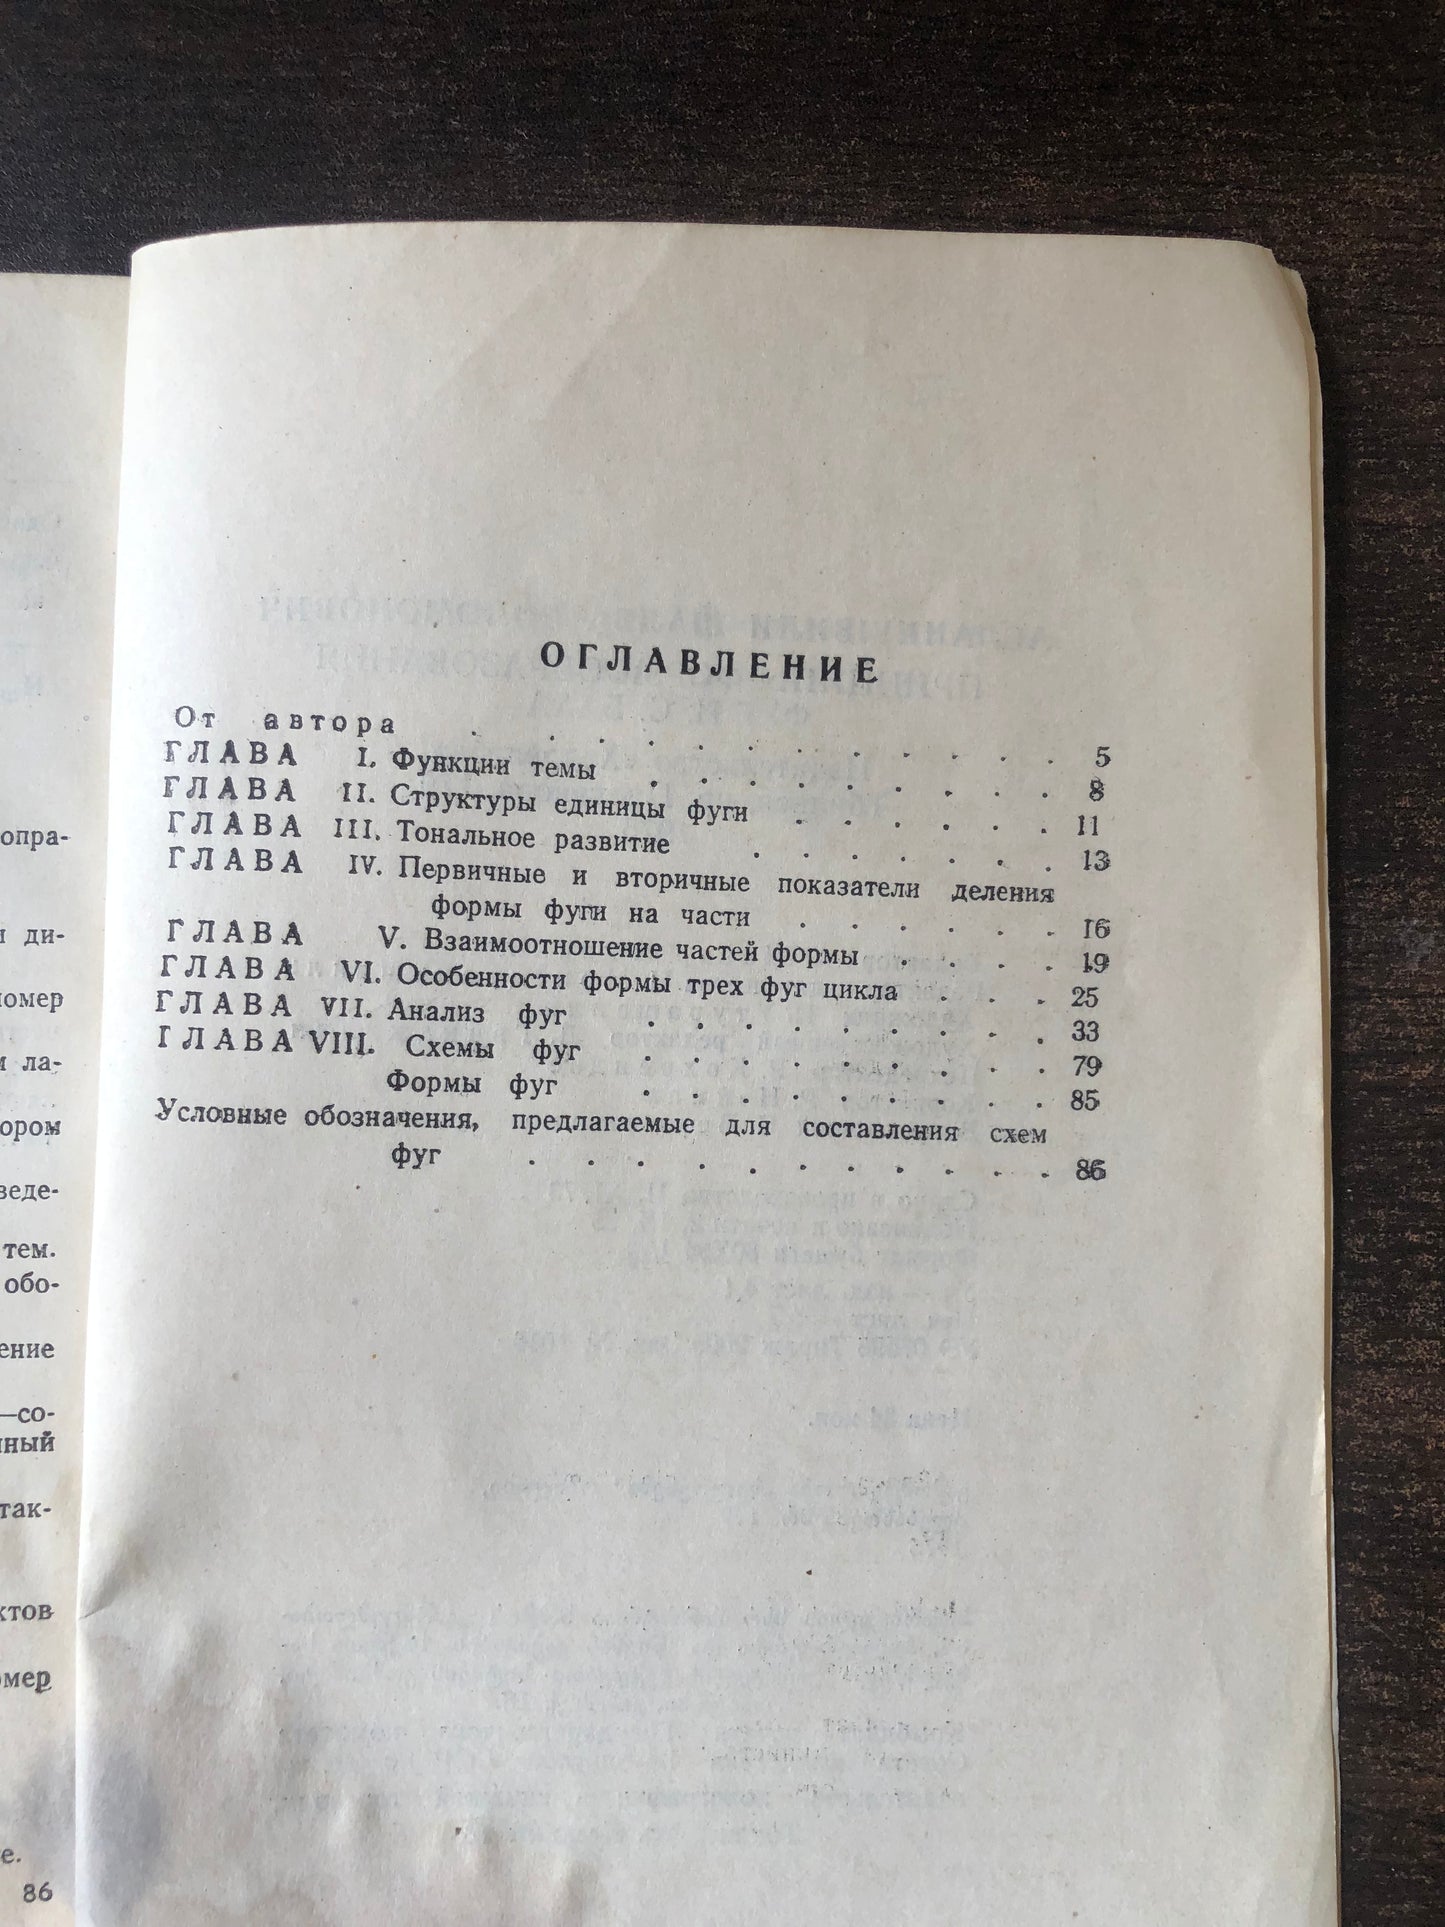 опра-
ди-
номер
ла-
ором
веде-
тем.
обо-
ение
—со-
нный
так-
ктов
омер
е.
86
ОГЛАВЛЕНИЕ
От автора . . . . . . . . . . . . 5
ГЛАВА I. Функции темы . . . . . . . . . 8
ГЛАВА II. Структуры единицы фуги . . . . . . 11
ГЛАВА III. Тональное развитие . . . . . . . 13
ГЛАВА IV. Первичные и вторичные показатели деления
формы фуги на части . . . . . . 16
ГЛАВА V. Взаимоотношение частей формы . . . . 19
ГЛАВА VI. Особенности формы трех фуг цикла . . . 25
ГЛАВА VII. Анализ фуг . . . . . . . . . 33
ГЛАВА VIII. Схемы фуг . . . . . . . . . 79
Формы фуг . . . . . . . . . 85
Условные обозначения, предлагаемые для составления схем
фуг . . . . . . . . . . . 86